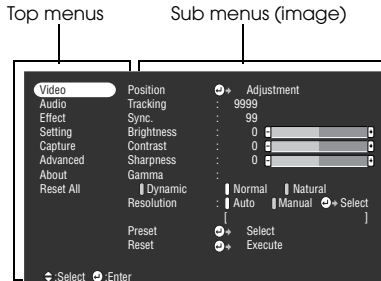 Top menus Sub menus (image)
Video Position Adjustment
Audio Tracking : 9999
Effect Sync. : 99
Setting Brightness : 0
Capture Contrast : 0
Advanced Sharpness : 0
About Gamma :
Reset All Dynamic Normal Natural
Resolution : Auto Manual Select
[ ]
Preset Select
Reset Execute
:Select :Enter